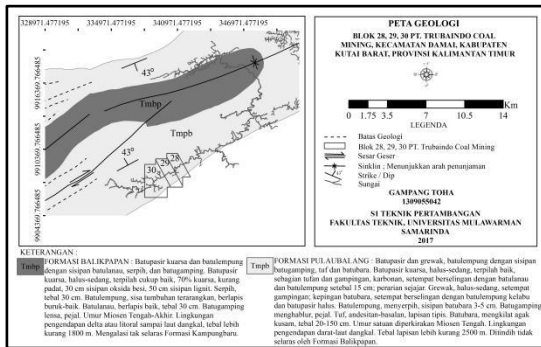 328971.477195 334971.477195 340971.477195 346971.477195
9916369.766485
9910369.766485
9904369.766485
43°
Tmbp
Tmpb
43°
28
29
30
PETA GEOLOGI
BLOK 28, 29, 30 PT. TRUBAINDO COAL
MINING, KECAMATAN DAMAI, KABUPATEN
KUTAI BARAT, PROVINSI KALIMANTAN TIMUR
Km
0 1.75 3.5 7 10.5 14
LEGENDA
Batas Geologi
Blok 28, 29, 30 PT. Trubaindo Coal Mining
Sesar Geser
Sinklin ; Menunjukkan arah penunjaman
Strike / Dip
Sungai
GAMPANG TOHA
1309055042
S1 TEKNIK PERTAMBANGAN
FAKULTAS TEKNIK, UNIVERSITAS MULAWARMAN
SAMARINDA
2017
KETERANGAN :
Tmbp
FORMASI BALIKPAPAN : Batupasir kuarsa dan batulempung
dengan sisipan batulanau, serpih, dan batugamping. Batupasir
kuarsa, halus-sedang, terpilah cukup baik, 70% kuarsa, kurang
padat, 30 cm sisipan oksida besi, 50 cm sisipan lignit. Serpih,
tebal 30 cm. Batulempung, sisa tumbuhan terarangkan, berlapis
buruk-baik. Batulanau, berlapis baik, tebal 30 cm. Batugamping
lensa, pejal. Umur Miosen Tengah-Akhir. Lingkungan
pengendapan delta atau litoral sampai laut dangkal, tebal lebih
kurang 1800 m. Mengalasi tak selaras Formasi Kampungbaru.
Tmpb
FORMASI PULAUBALANG : Batupasir dan grewak, batulempung dengan sisipan
batugamping, tuf dan batubara. Batupasir kuarsa, halus-sedang, terpilah baik,
sebagian tufan dan gampingan, karbonan, setempat berselingan dengan batulanau
dan batulempung setebal 15 cm; perarian sejajar. Grewak, halus-sedang, setempat
gampingan; kepingan batubara, setempat berselingan dengan batulempung kelabu
dan batupasir halus. Batulempung, menyerpih, sisipan batubara 3-5 cm. Batugamping
menghablur, pejal. Tuf, andesitan-basalan, lapisan tipis. Batubara, mengkilat agak
kusam, tebal 20-150 cm. Umur satuan diperkirakan Miosen Tengah. Lingkungan
pengendapan darat-laut dangkal. Tebal lapisan lebih kurang 2500 m. Ditindih tidak
selaras oleh Formasi Balikpapan.